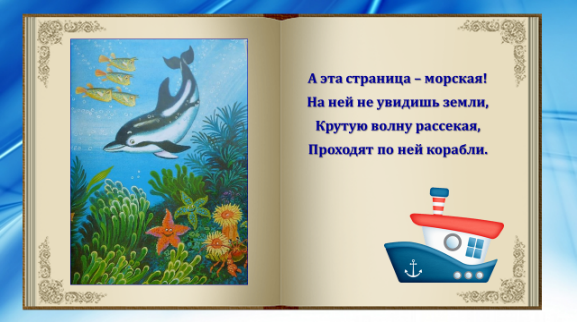 А эта страница – морская!
На ней не увидишь земли,
Крутую волну рассекая,
Проходят по ней корабли.